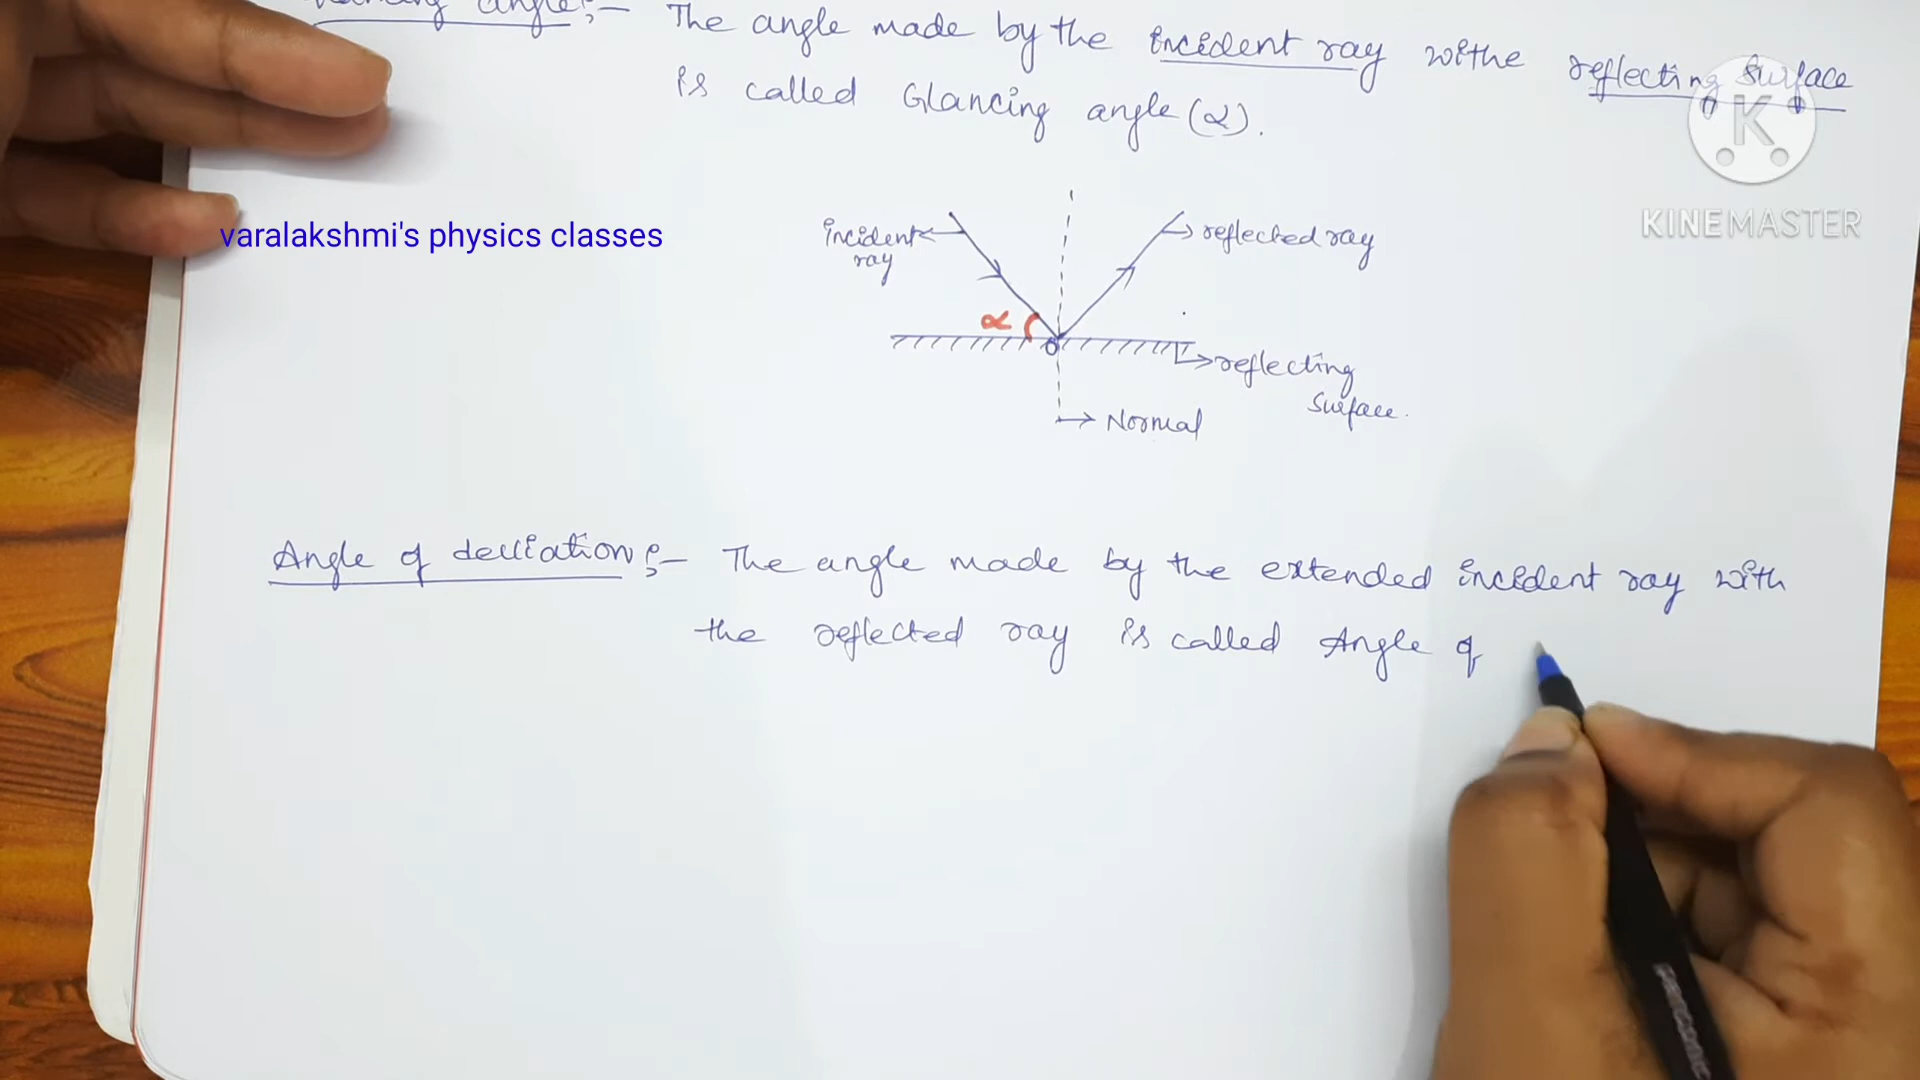 angle:- The angle made by the incident ray withe reflecting surface
is called Glancing angle (α).
K
KINEMASTER
varalakshmi's physics classes
incident
ray
reflected ray
α
O
reflecting
surface.
Normal
Angle of deviation:- The angle made by the extended incident ray with
the reflected ray is called Angle of